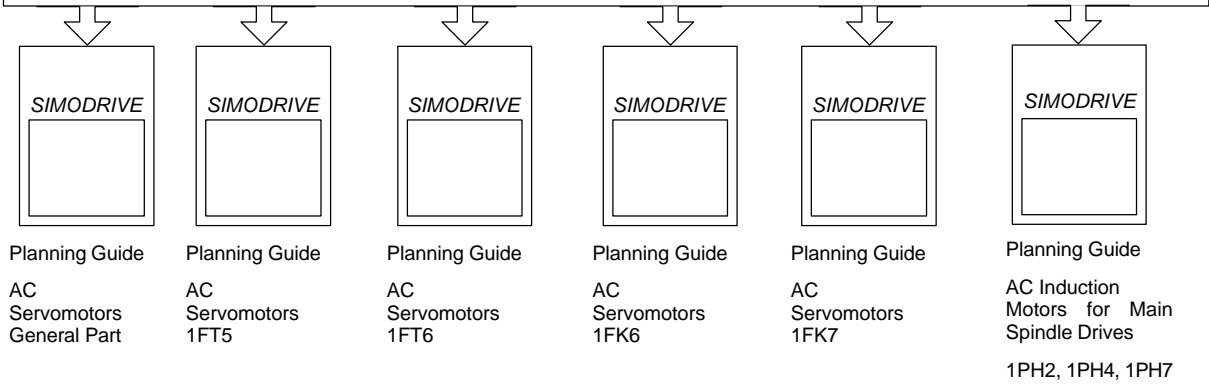 SIMODRIVE
Planning Guide
AC
Servomotors
General Part
SIMODRIVE
Planning Guide
AC
Servomotors
1FT5
SIMODRIVE
Planning Guide
AC
Servomotors
1FT6
SIMODRIVE
Planning Guide
AC
Servomotors
1FK6
SIMODRIVE
Planning Guide
AC
Servomotors
1FK7
SIMODRIVE
Planning Guide
AC Induction
Motors for Main
Spindle Drives
1PH2, 1PH4, 1PH7